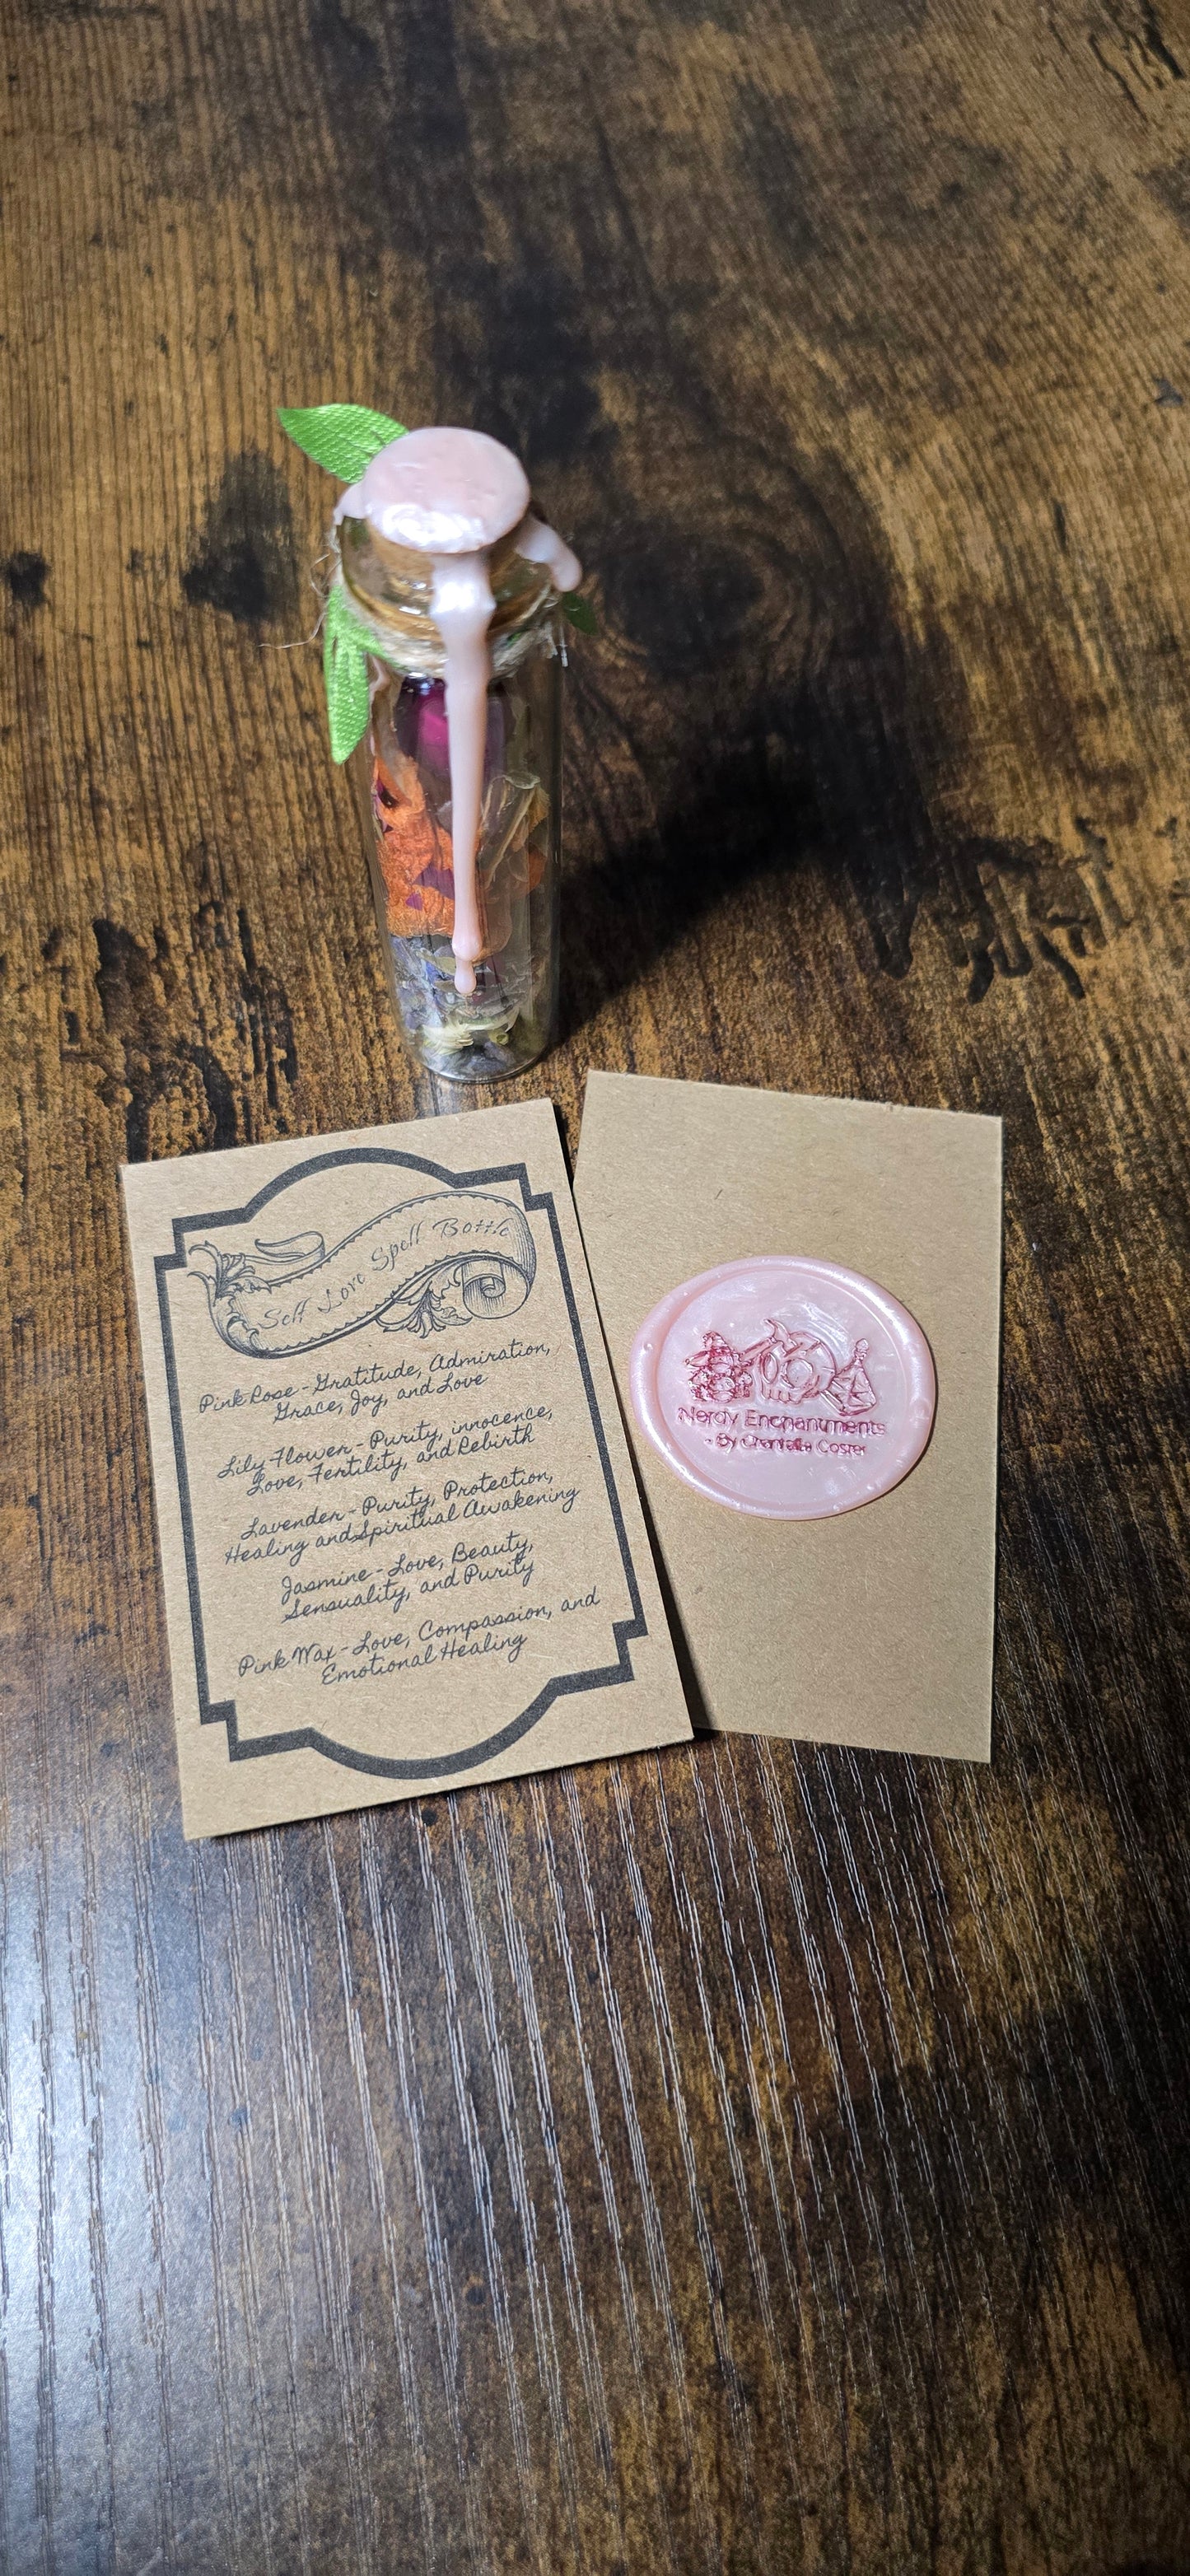 Self Love Spell Bottle
Pink Rose - Gratitude, Admiration,
Grace, Joy, and Love
Lily Flower - Purity, innocence,
Love, Fertility, and Rebirth
Lavender - Purity, Protection,
Healing and Spiritual Awakening
Jasmine - Love, Beauty,
Sensuality, and Purity
Pink Wax - Love, Compassion, and
Emotional Healing
Nerdy Enchantments
- By